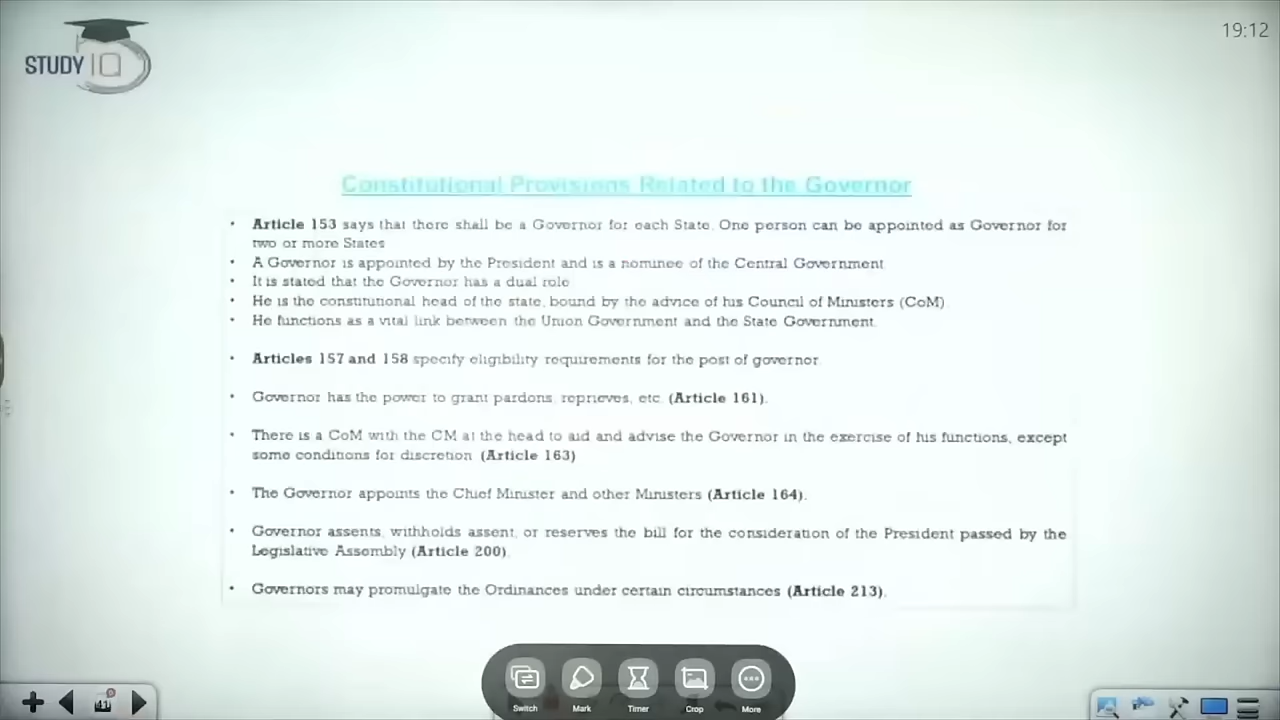 STUDY IQ
19:12
Constitutional Provisions Related to the Governor
• Article 153 says that there shall be a Governor for each State. One person can be appointed as Governor for
two or more States
• A Governor is appointed by the President and is a nominee of the Central Government
• It is stated that the Governor has a dual role
• He is the constitutional head of the state, bound by the advice of his Council of Ministers (CoM).
• He functions as a vital link between the Union Government and the State Government.
• Articles 157 and 158 specify eligibility requirements for the post of governor.
• Governor has the power to grant pardons, reprieves, etc. (Article 161).
• There is a CoM with the CM at the head to aid and advise the Governor in the exercise of his functions, except
some conditions for discretion. (Article 163)
• The Governor appoints the Chief Minister and other Ministers (Article 164).
• Governor assents, withholds assent, or reserves the bill for the consideration of the President passed by the
Legislative Assembly (Article 200).
• Governors may promulgate the Ordinances under certain circumstances (Article 213).
Switch Mark Timer Crop More
41